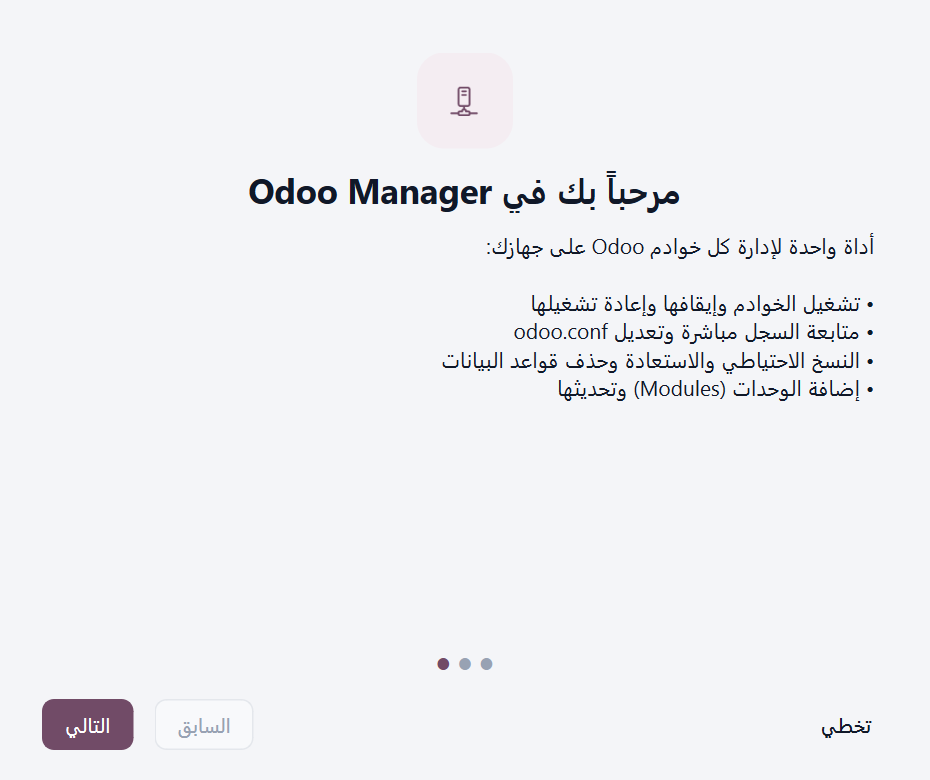 مرحباً بك في Odoo Manager
أداة واحدة لإدارة كل خوادم Odoo على جهازك:
• تشغيل الخوادم وإيقافها وإعادة تشغيلها
• متابعة السجل مباشرة وتعديل odoo.conf
• النسخ الاحتياطي والاستعادة وحذف قواعد البيانات
• إضافة الوحدات (Modules) وتحديثها
تخطي
السابق
التالي